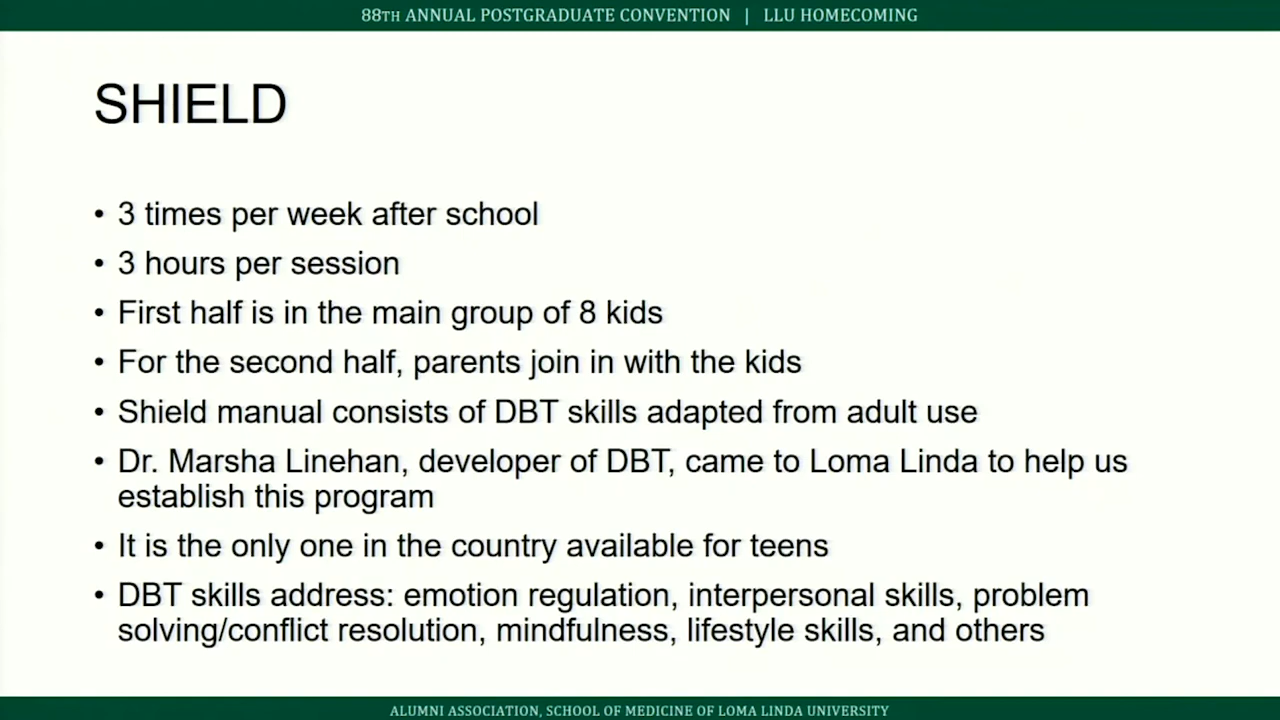 88TH ANNUAL POSTGRADUATE CONVENTION | LLU HOMECOMING
SHIELD
• 3 times per week after school
• 3 hours per session
• First half is in the main group of 8 kids
• For the second half, parents join in with the kids
• Shield manual consists of DBT skills adapted from adult use
• Dr. Marsha Linehan, developer of DBT, came to Loma Linda to help us
establish this program
• It is the only one in the country available for teens
• DBT skills address: emotion regulation, interpersonal skills, problem
solving/conflict resolution, mindfulness, lifestyle skills, and others
ALUMNI ASSOCIATION, SCHOOL OF MEDICINE OF LOMA LINDA UNIVERSITY